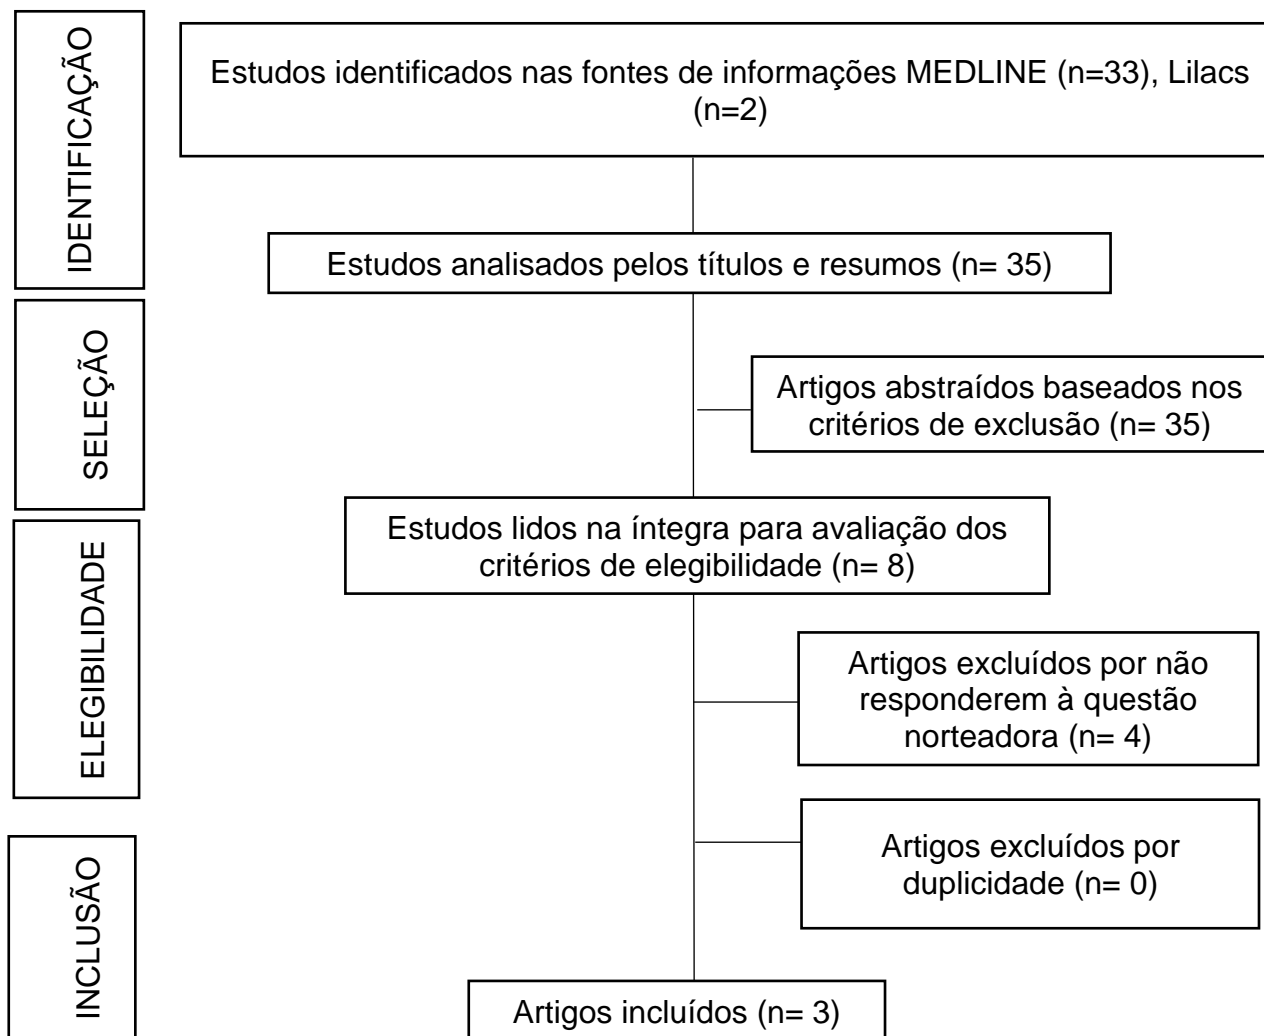 IDENTIFICAÇÃO
Estudos identificados nas fontes de informações MEDLINE (n=33), Lilacs
(n=2)
Estudos analisados pelos títulos e resumos (n= 35)
SELEÇÃO
Artigos abstraídos baseados nos
critérios de exclusão (n= 35)
Estudos lidos na íntegra para avaliação dos
critérios de elegibilidade (n= 8)
ELEGIBILIDADE
Artigos excluídos por não
responderem à questão
norteadora (n= 4)
Artigos excluídos por
duplicidade (n= 0)
INCLUSÃO
Artigos incluídos (n= 3)